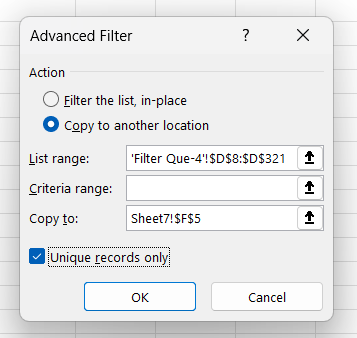 Advanced Filter ?
Action
Filter the list, in-place
Copy to another location
List range: 'Filter Que-4'!$D$8:$D$321
Criteria range:
Copy to: Sheet7!$F$5
Unique records only
OK Cancel